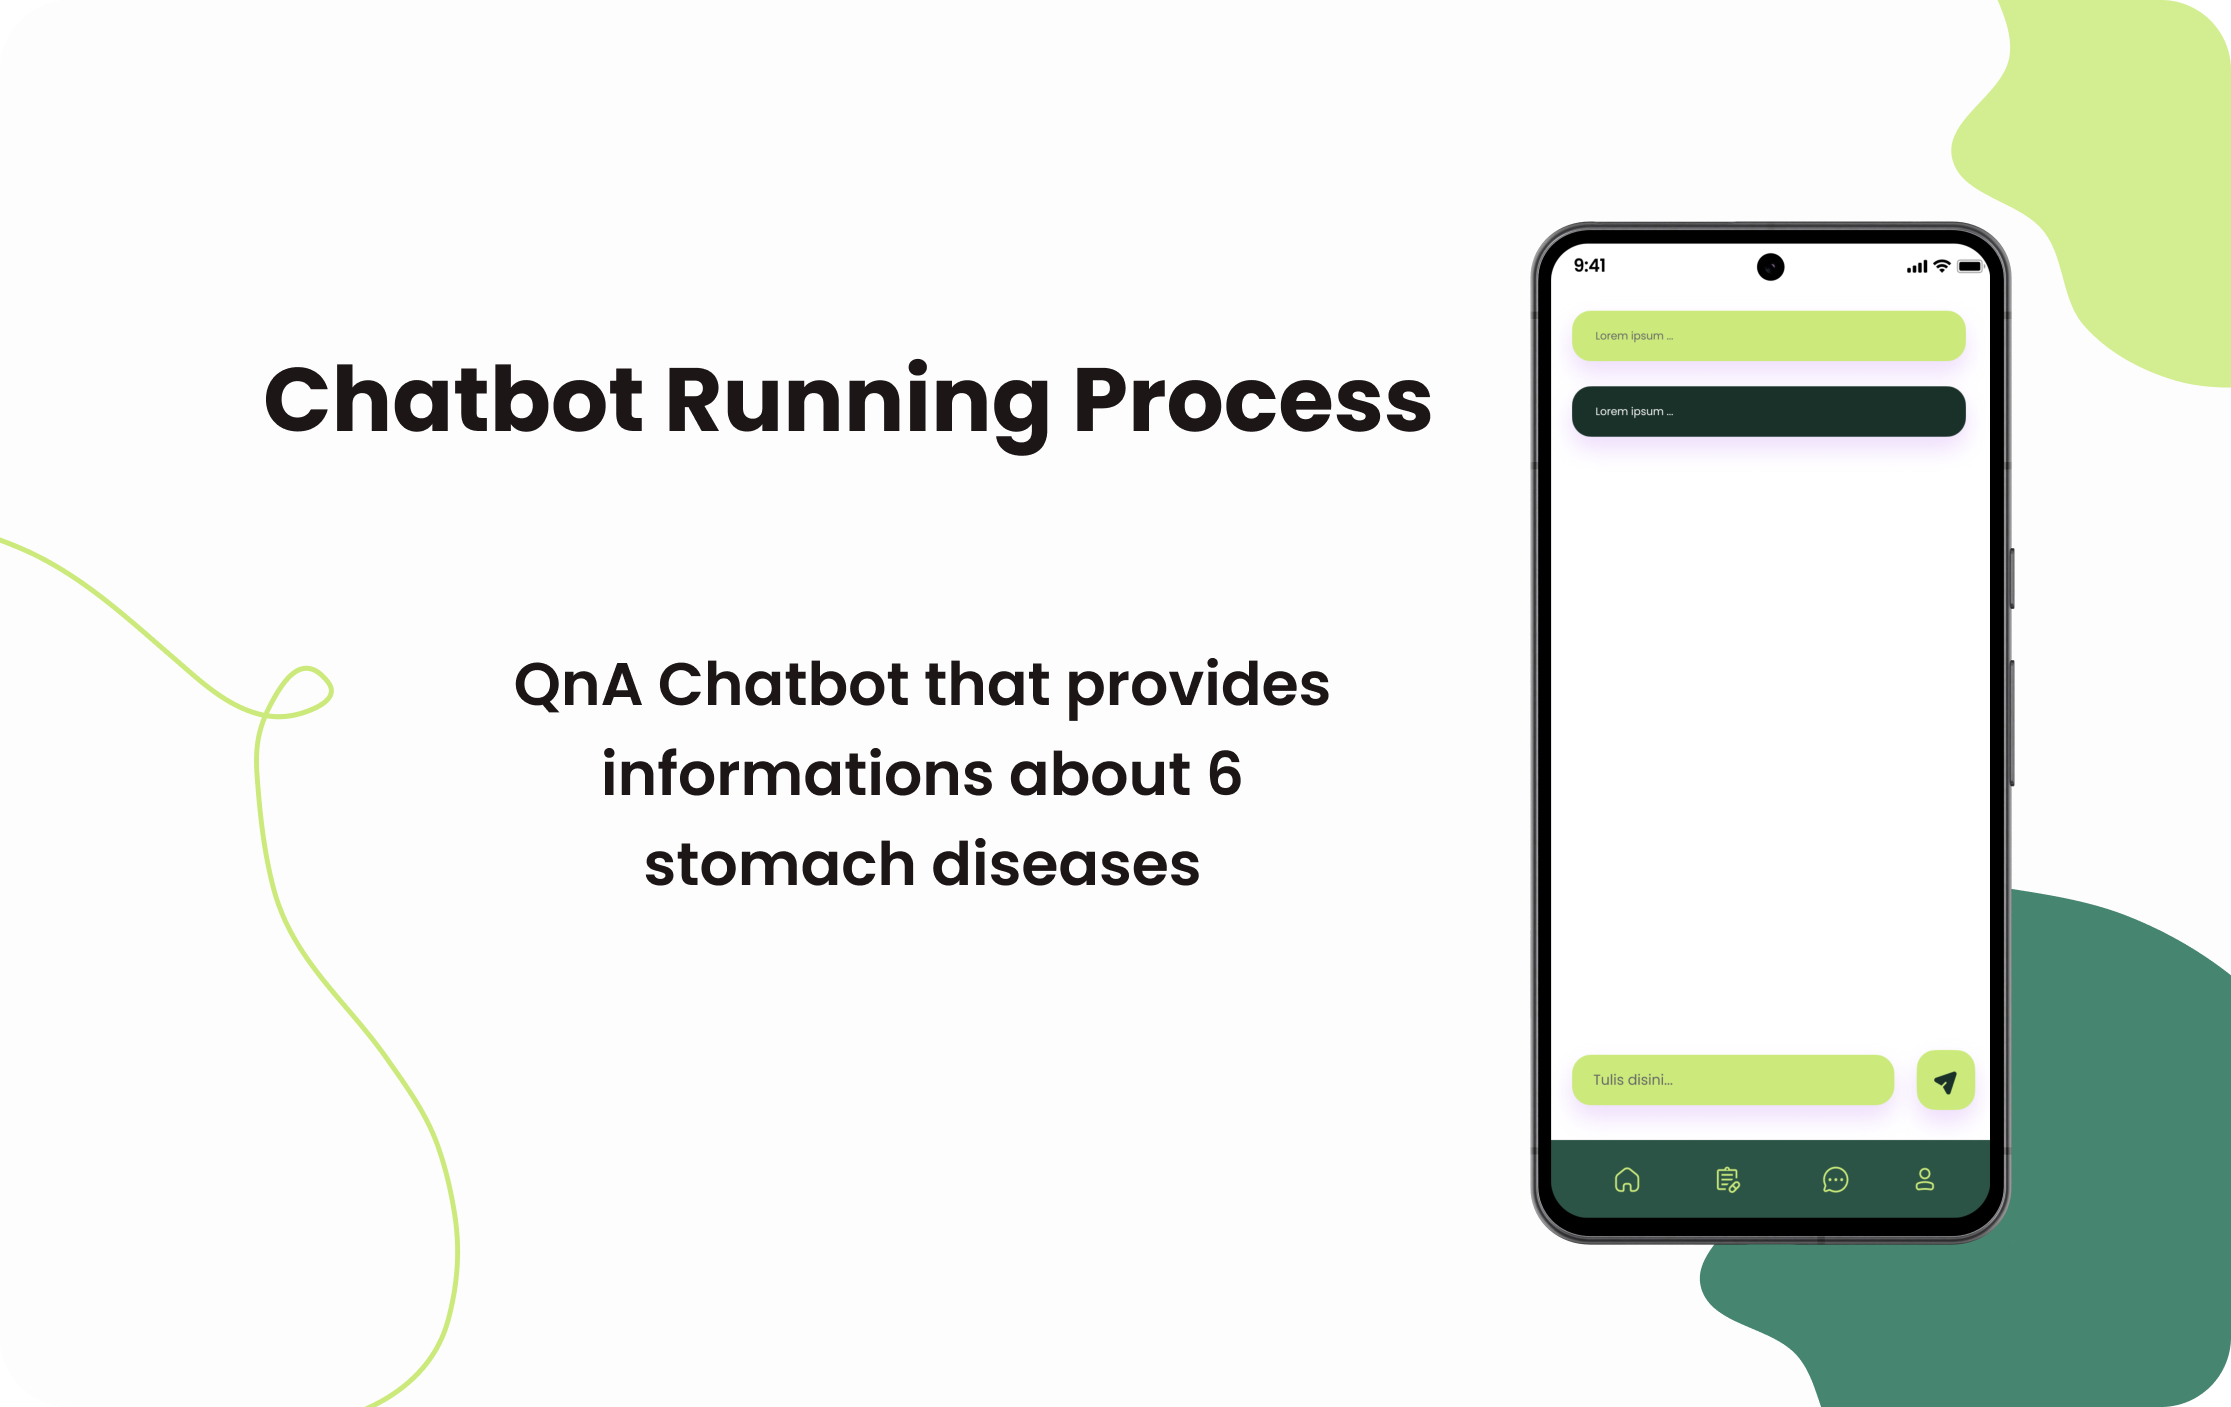 Chatbot Running Process
QnA Chatbot that provides
informations about 6
stomach diseases
9:41
Lorem ipsum ...
Lorem ipsum ...
Tulis disini...